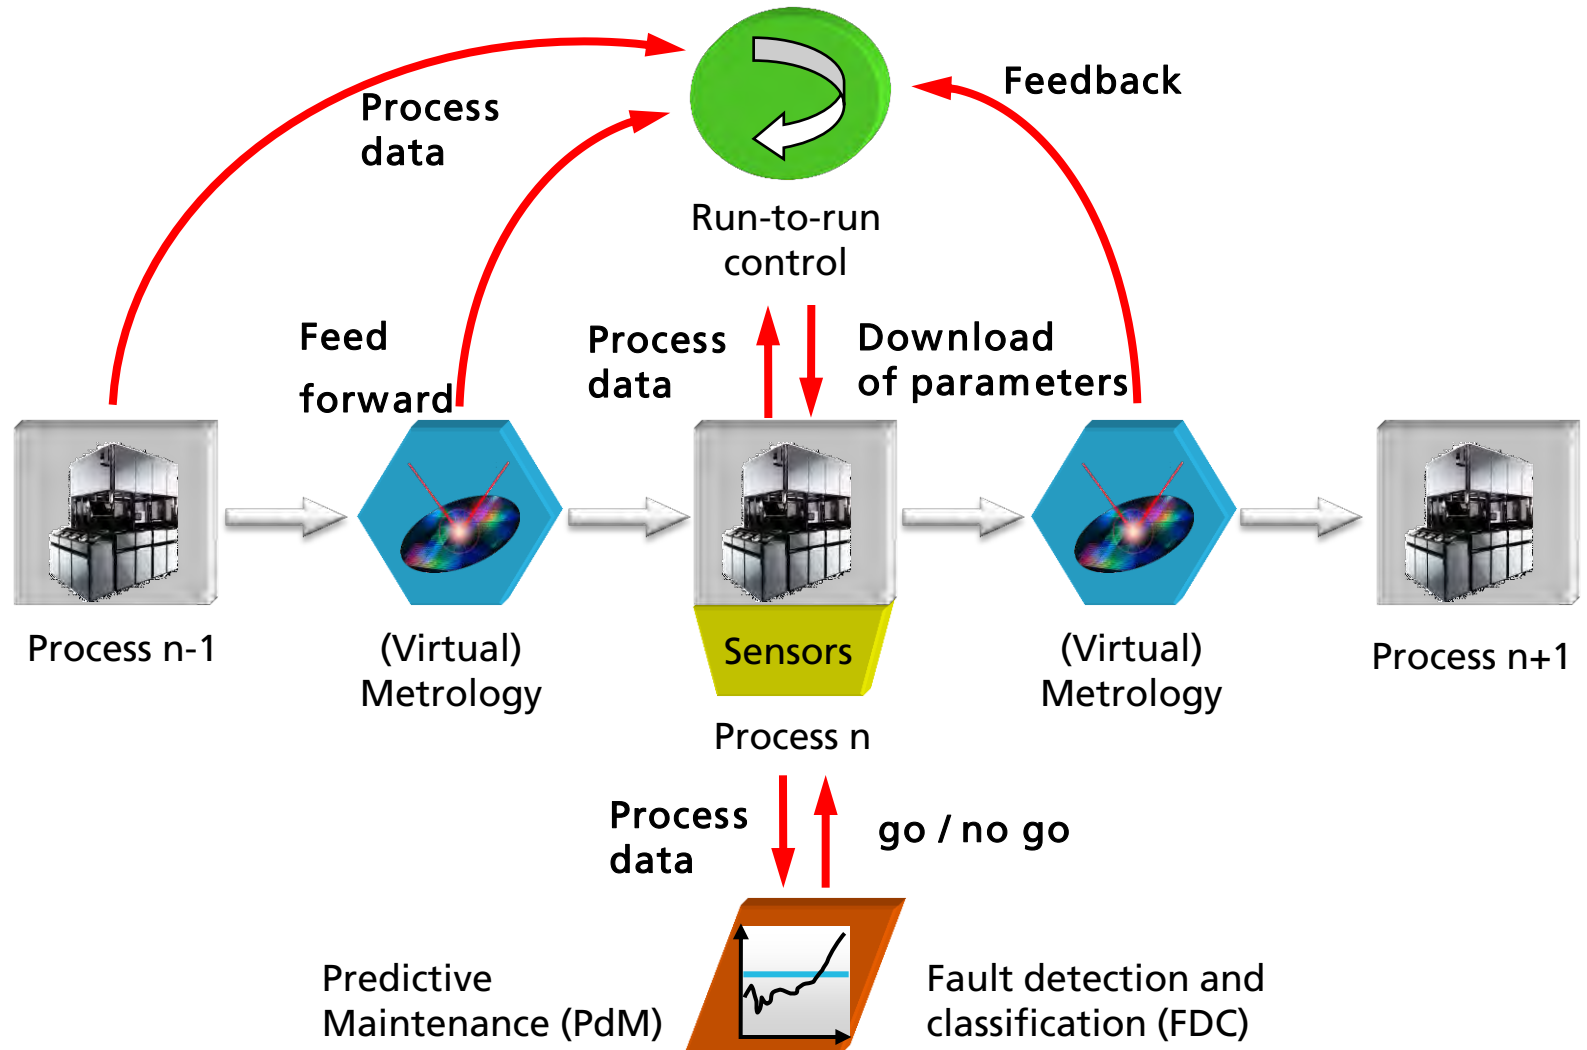 Process
data
Feedback
Run-to-run
control
Feed
forward
Process
data
Download
of parameters
Process n-1
(Virtual)
Metrology
Sensors
Process n
(Virtual)
Metrology
Process n+1
Process
data
go / no go
Predictive
Maintenance (PdM)
Fault detection and
classification (FDC)